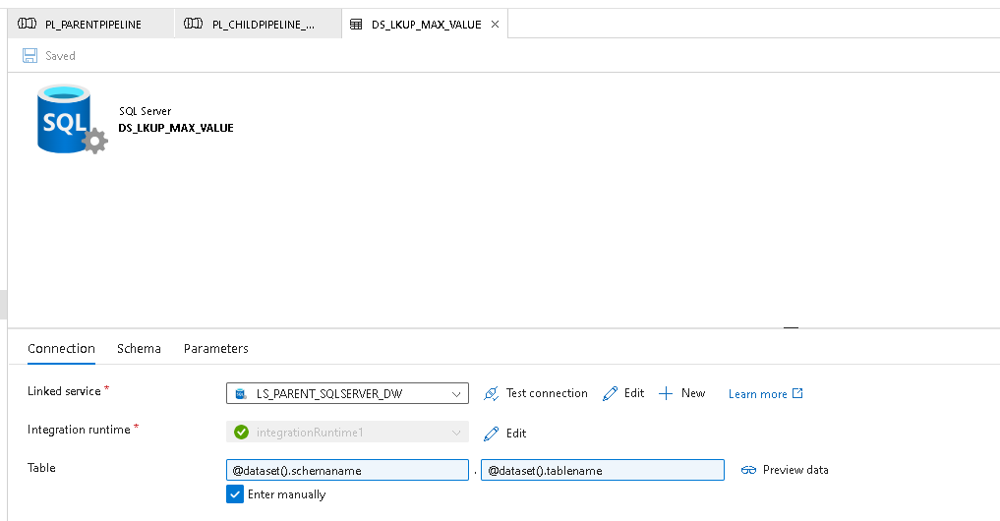 PL_PARENTPIPELINE PL_CHILDPIPELINE_... DS_LKUP_MAX_VALUE
Saved
SQL
SQL Server
DS_LKUP_MAX_VALUE
Connection Schema Parameters
Linked service * LS_PARENT_SQLSERVER_DW Test connection Edit New Learn more
Integration runtime * integrationRuntime1 Edit
Table @dataset().schemaname . @dataset().tablename Preview data
Enter manually